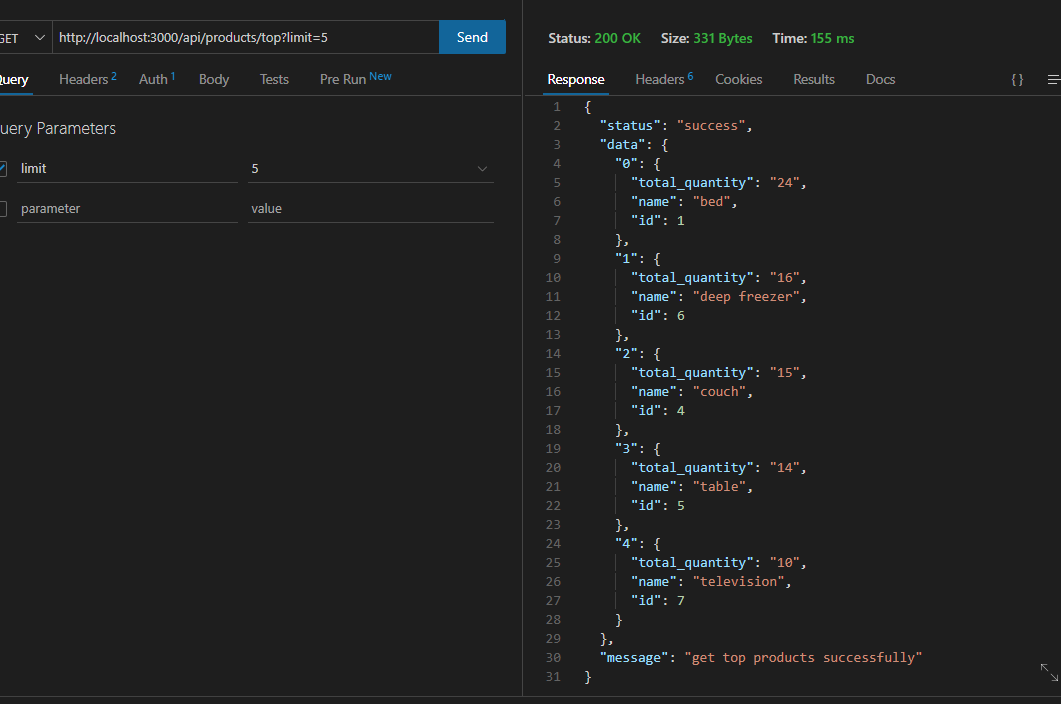 GET http://localhost:3000/api/products/top?limit=5 Send
Query Headers 2 Auth 1 Body Tests Pre Run New
Query Parameters
limit 5
parameter value
Status: 200 OK Size: 331 Bytes Time: 155 ms
Response Headers 6 Cookies Results Docs {}
1 {
2 "status": "success",
3 "data": {
4 "0": {
5 "total_quantity": "24",
6 "name": "bed",
7 "id": 1
8 },
9 "1": {
10 "total_quantity": "16",
11 "name": "deep freezer",
12 "id": 6
13 },
14 "2": {
15 "total_quantity": "15",
16 "name": "couch",
17 "id": 4
18 },
19 "3": {
20 "total_quantity": "14",
21 "name": "table",
22 "id": 5
23 },
24 "4": {
25 "total_quantity": "10",
26 "name": "television",
27 "id": 7
28 }
29 },
30 "message": "get top products successfully"
31 }